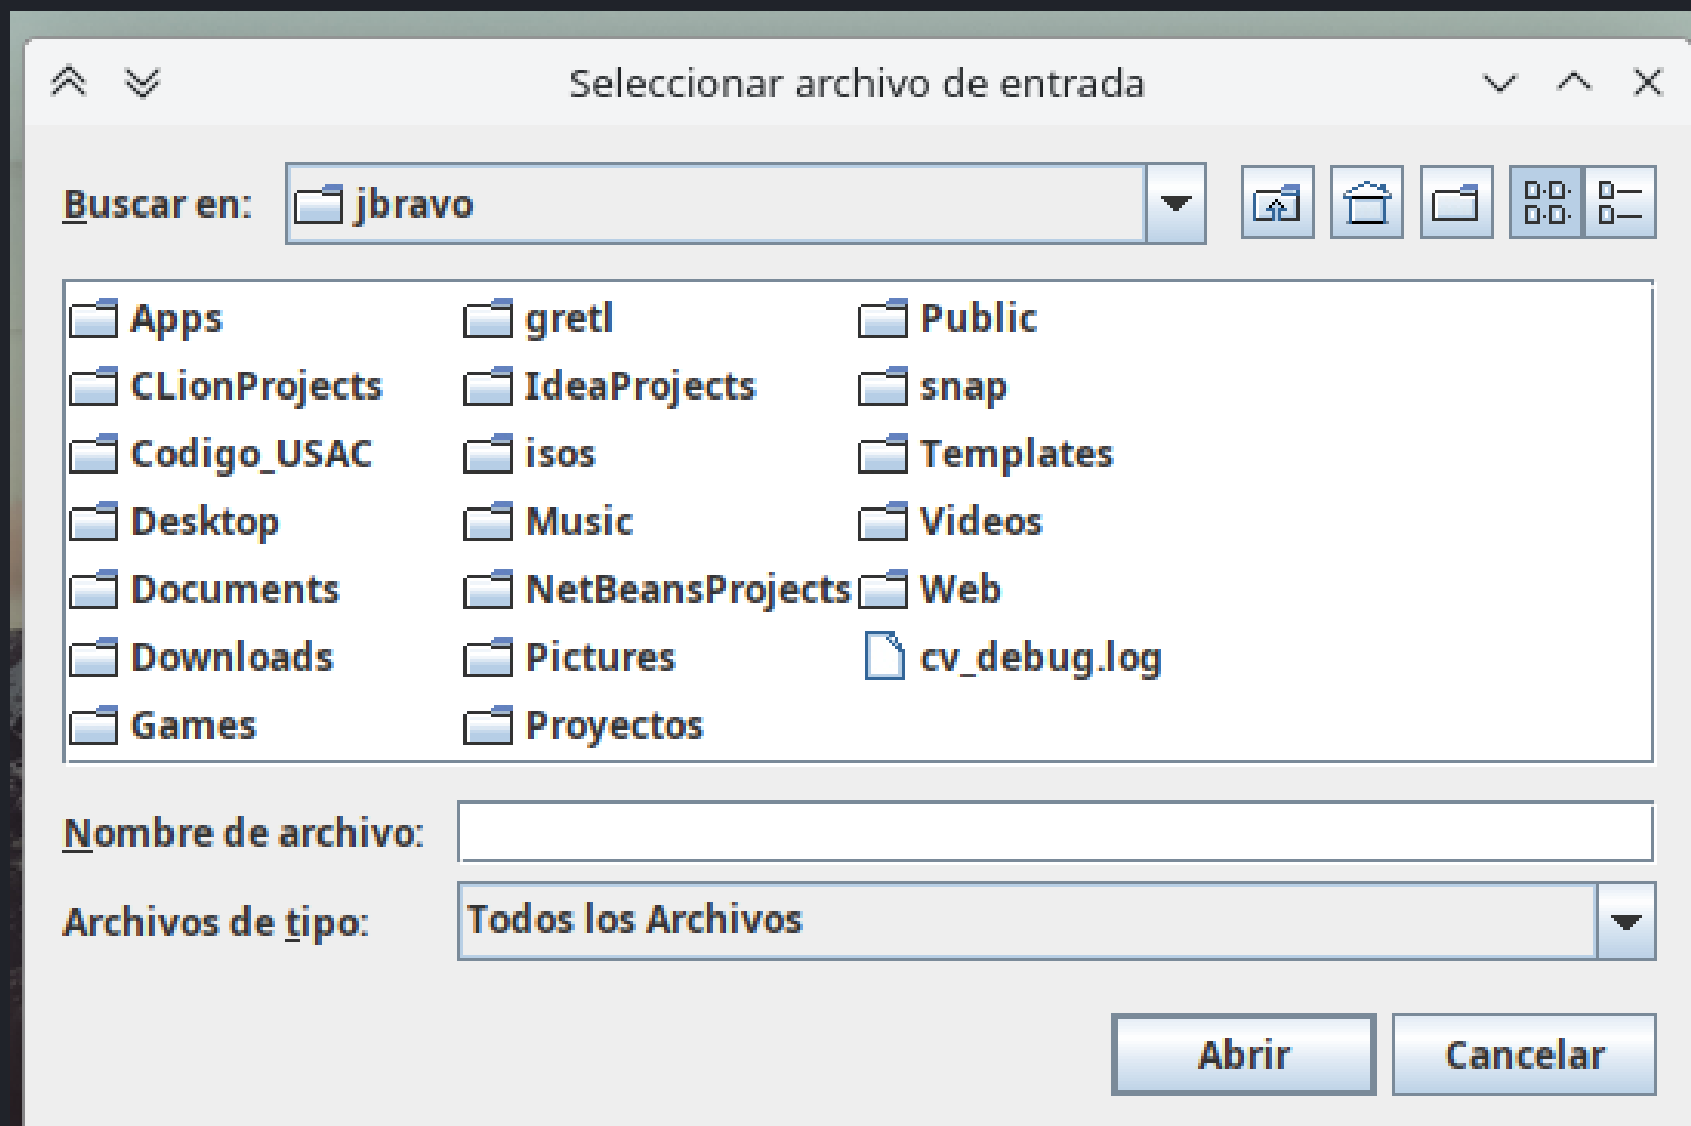 Seleccionar archivo de entrada
Buscar en: jbravo
Apps gretl Public
CLionProjects IdeaProjects snap
Codigo_USAC isos Templates
Desktop Music Videos
Documents NetBeansProjects Web
Downloads Pictures cv_debug.log
Games Proyectos
Nombre de archivo:
Archivos de tipo: Todos los Archivos
Abrir Cancelar